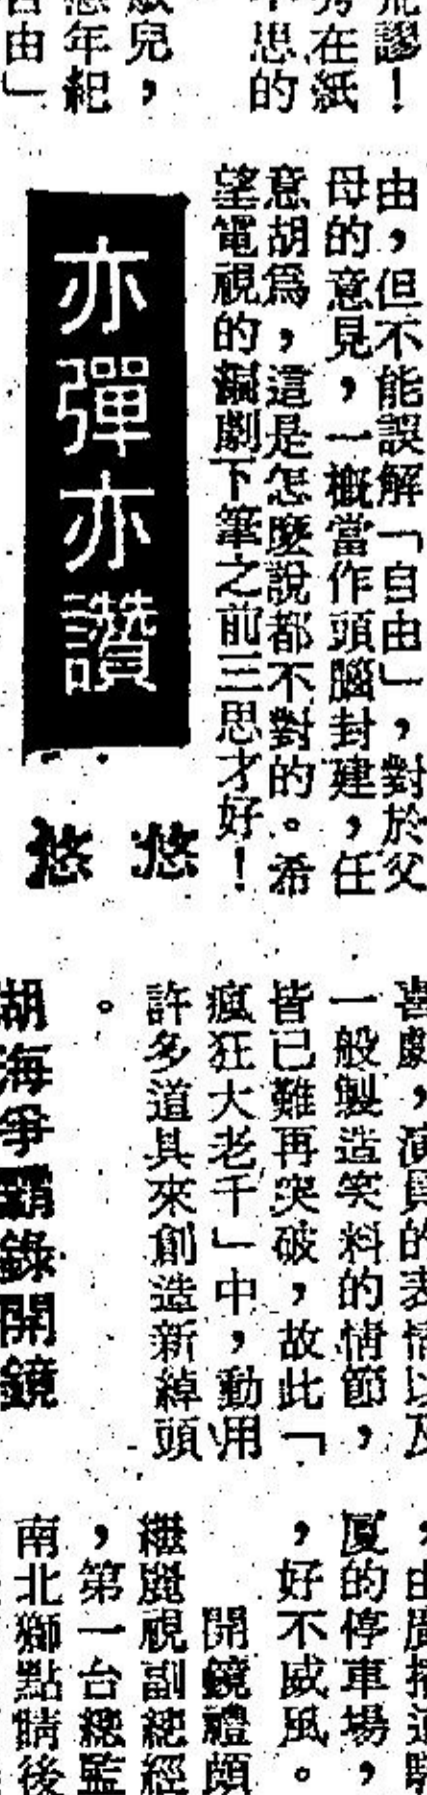 謬!
在紙
思的
兒,
年紀
自由」
由,但不能誤解「自由」,對於父
母的意見,一概當作頭腦封建,任
意胡爲,這是怎麼說都不對的。希
望電視的編劇下筆之前三思才好!
亦彈亦讚
悠悠
喜劇,演員的表情以及
一般製造笑料的情節,
皆已難再突破,故此「
瘋狂大老千」中,動用
許多道具來創造新綽頭
。
胡海爭霸錄開鏡
,由廣播道
厦的停車場,
,好不威風。
開鏡禮頗
繼麗視副總經
,第一台總監
南北獅點睛後